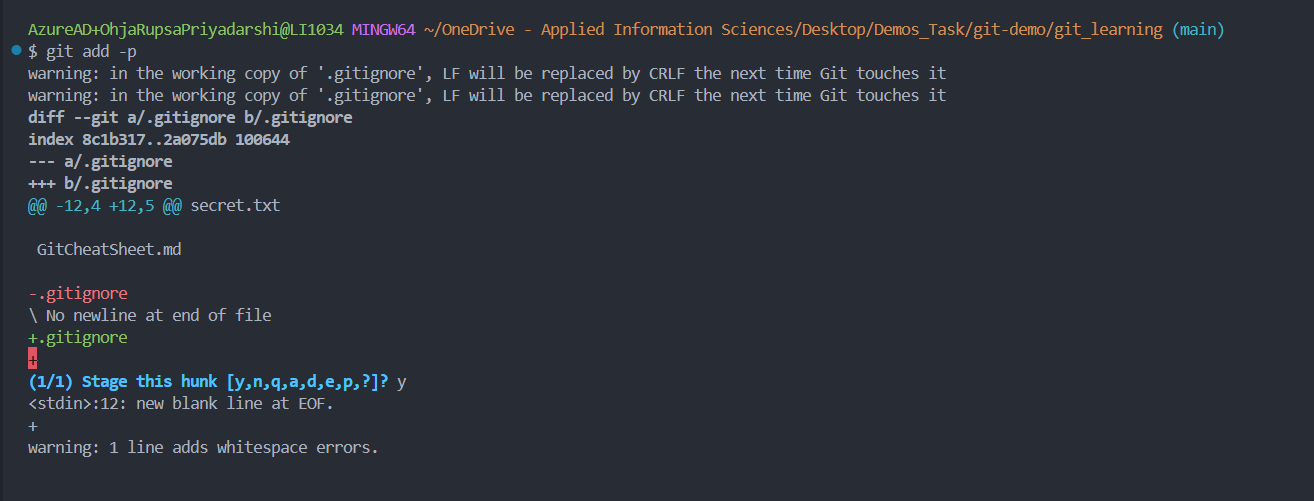 AzureAD+OhjaRupsaPriyadarshi@LI1034 MINGW64 ~/OneDrive - Applied Information Sciences/Desktop/Demos_Task/git-demo/git_learning (main)
$ git add -p
warning: in the working copy of '.gitignore', LF will be replaced by CRLF the next time Git touches it
warning: in the working copy of '.gitignore', LF will be replaced by CRLF the next time Git touches it
diff --git a/.gitignore b/.gitignore
index 8c1b317..2a075db 100644
--- a/.gitignore
+++ b/.gitignore
@@ -12,4 +12,5 @@ secret.txt
 GitCheatSheet.md
-.gitignore
\ No newline at end of file
+.gitignore
+
(1/1) Stage this hunk [y,n,q,a,d,e,p,?]? y
<stdin>:12: new blank line at EOF.
+
warning: 1 line adds whitespace errors.